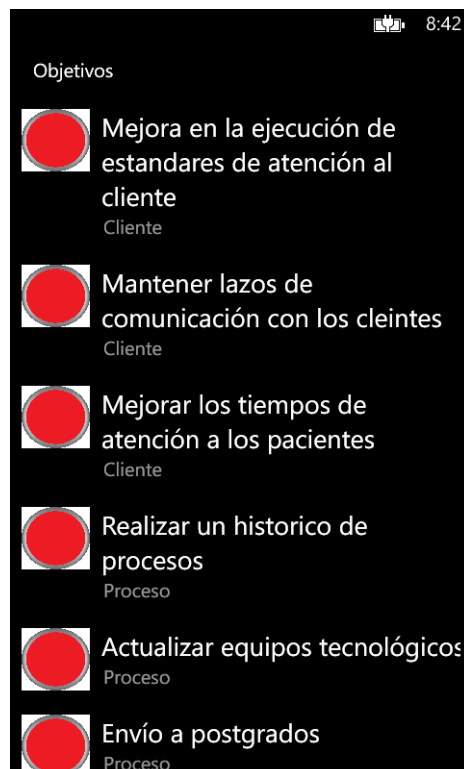 8:42
Objetivos
Mejora en la ejecución de
estandares de atención al
cliente
Cliente
Mantener lazos de
comunicación con los cleintes
Cliente
Mejorar los tiempos de
atención a los pacientes
Cliente
Realizar un historico de
procesos
Proceso
Actualizar equipos tecnológicos
Proceso
Envío a postgrados
Proceso